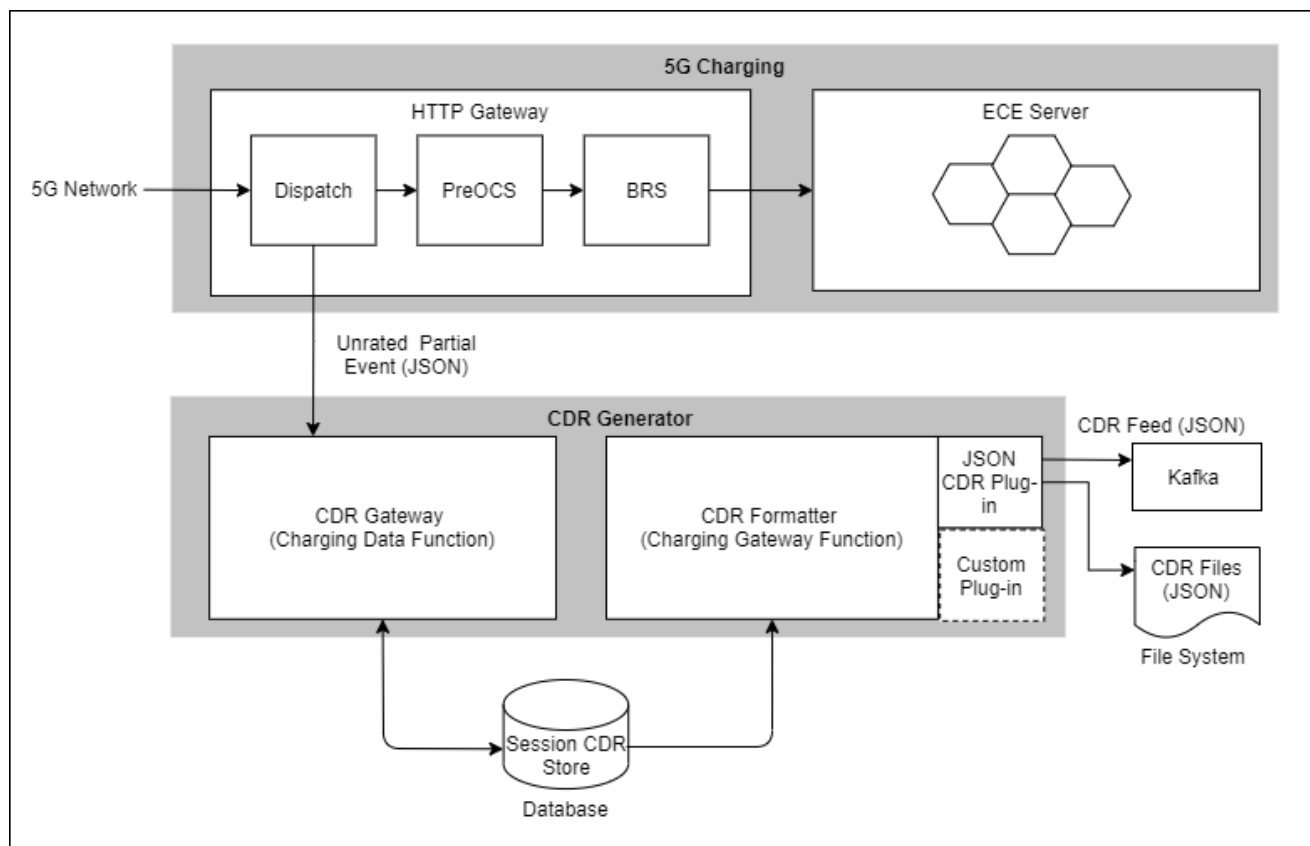 5G Charging
HTTP Gateway
ECE Server
5G Network
Dispatch
PreOCS
BRS
Unrated Partial
Event (JSON)
CDR Generator
CDR Feed (JSON)
CDR Gateway
(Charging Data Function)
CDR Formatter
(Charging Gateway Function)
JSON
CDR Plug-
in
Kafka
Custom
Plug-in
CDR Files
(JSON)
File System
Session CDR
Store
Database